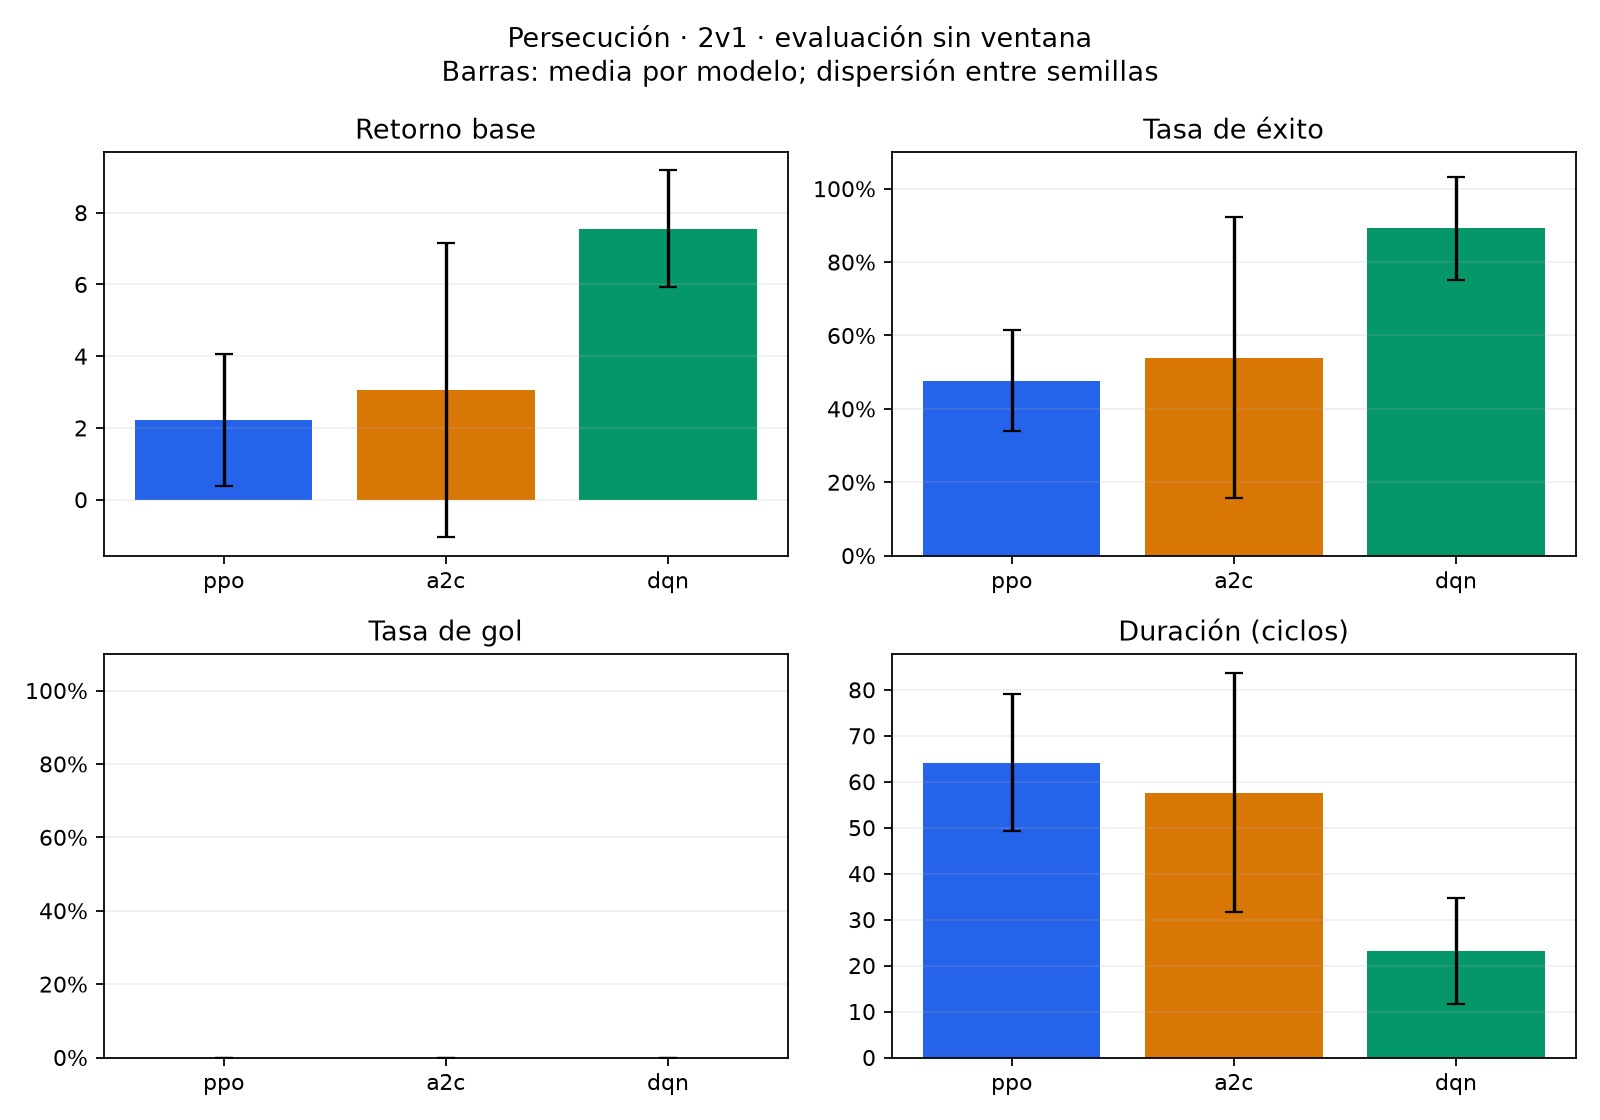 Persecución · 2v1 · evaluación sin ventana
Barras: media por modelo; dispersión entre semillas
Retorno base
8
6
4
2
0
ppo
a2c
dqn
Tasa de éxito
100%
80%
60%
40%
20%
0%
ppo
a2c
dqn
Tasa de gol
100%
80%
60%
40%
20%
0%
ppo
a2c
dqn
Duración (ciclos)
80
70
60
50
40
30
20
10
0
ppo
a2c
dqn